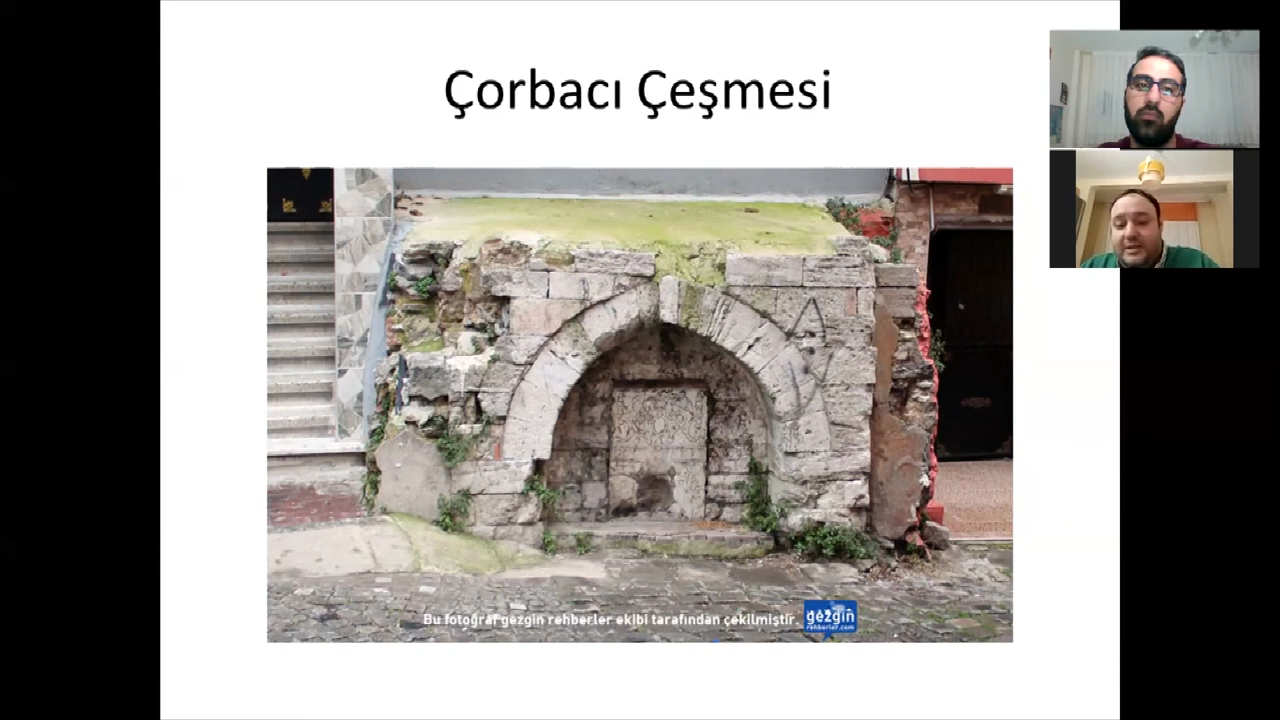 Çorbacı Çeşmesi
Bu fotoğraf gezgin rehberler ekibi tarafından çekilmiştir.
gezgin
rehberler.com